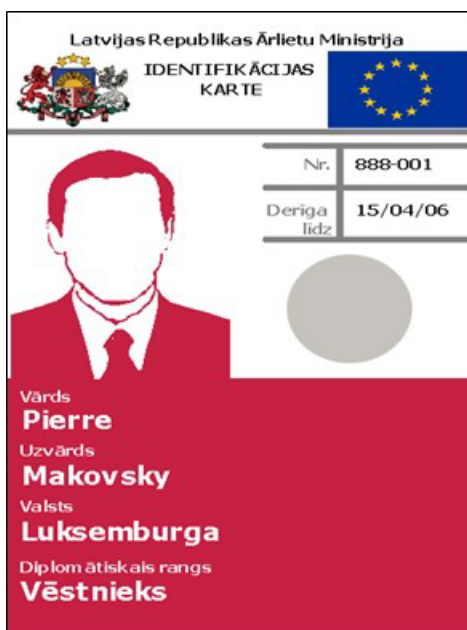 Latvijas Republikas Ārlietu Ministrija
IDENTIFIKĀCIJAS
KARTE
Nr. 888-001
Derīga
līdz 15/04/06
Vārds
Pierre
Uzvārds
Makovsky
Valsts
Luksemburga
Diplomātiskais rangs
Vēstnieks